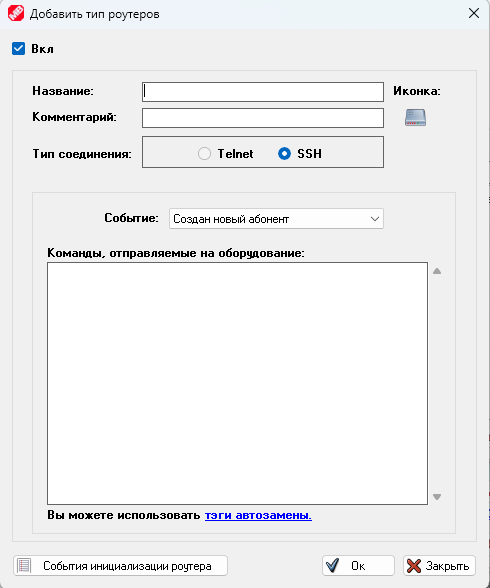 Добавить тип роутеров
Вкл
Название:
Иконка:
Комментарий:
Тип соединения:
Telnet
SSH
Событие:
Создан новый абонент
Команды, отправляемые на оборудование:
Вы можете использовать тэги автозамены.
События инициализации роутера
Ок
Закрыть